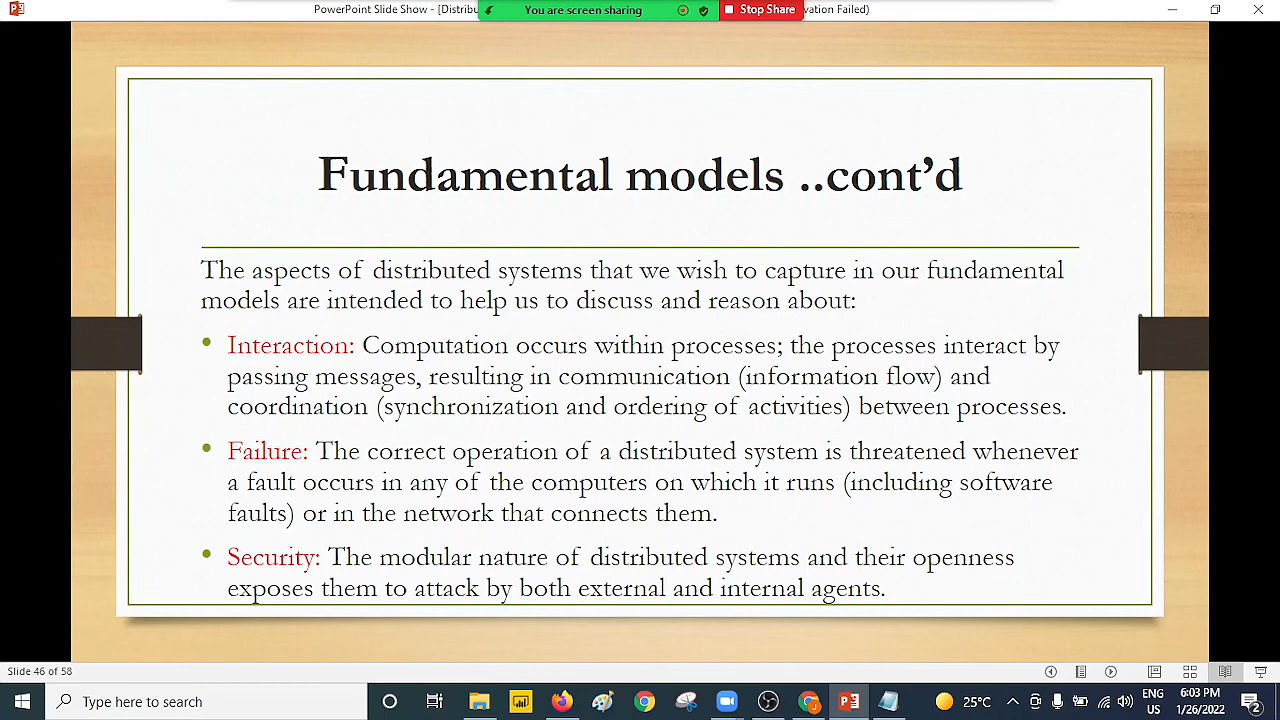 PowerPoint Slide Show - [Distribu
You are screen sharing
Stop Share
vation Failed)
Fundamental models ..cont’d
The aspects of distributed systems that we wish to capture in our fundamental
models are intended to help us to discuss and reason about:
• Interaction: Computation occurs within processes; the processes interact by
passing messages, resulting in communication (information flow) and
coordination (synchronization and ordering of activities) between processes.
• Failure: The correct operation of a distributed system is threatened whenever
a fault occurs in any of the computers on which it runs (including software
faults) or in the network that connects them.
• Security: The modular nature of distributed systems and their openness
exposes them to attack by both external and internal agents.
Slide 46 of 58
Type here to search
25°C
ENG
US
6:03 PM
1/26/2022
2